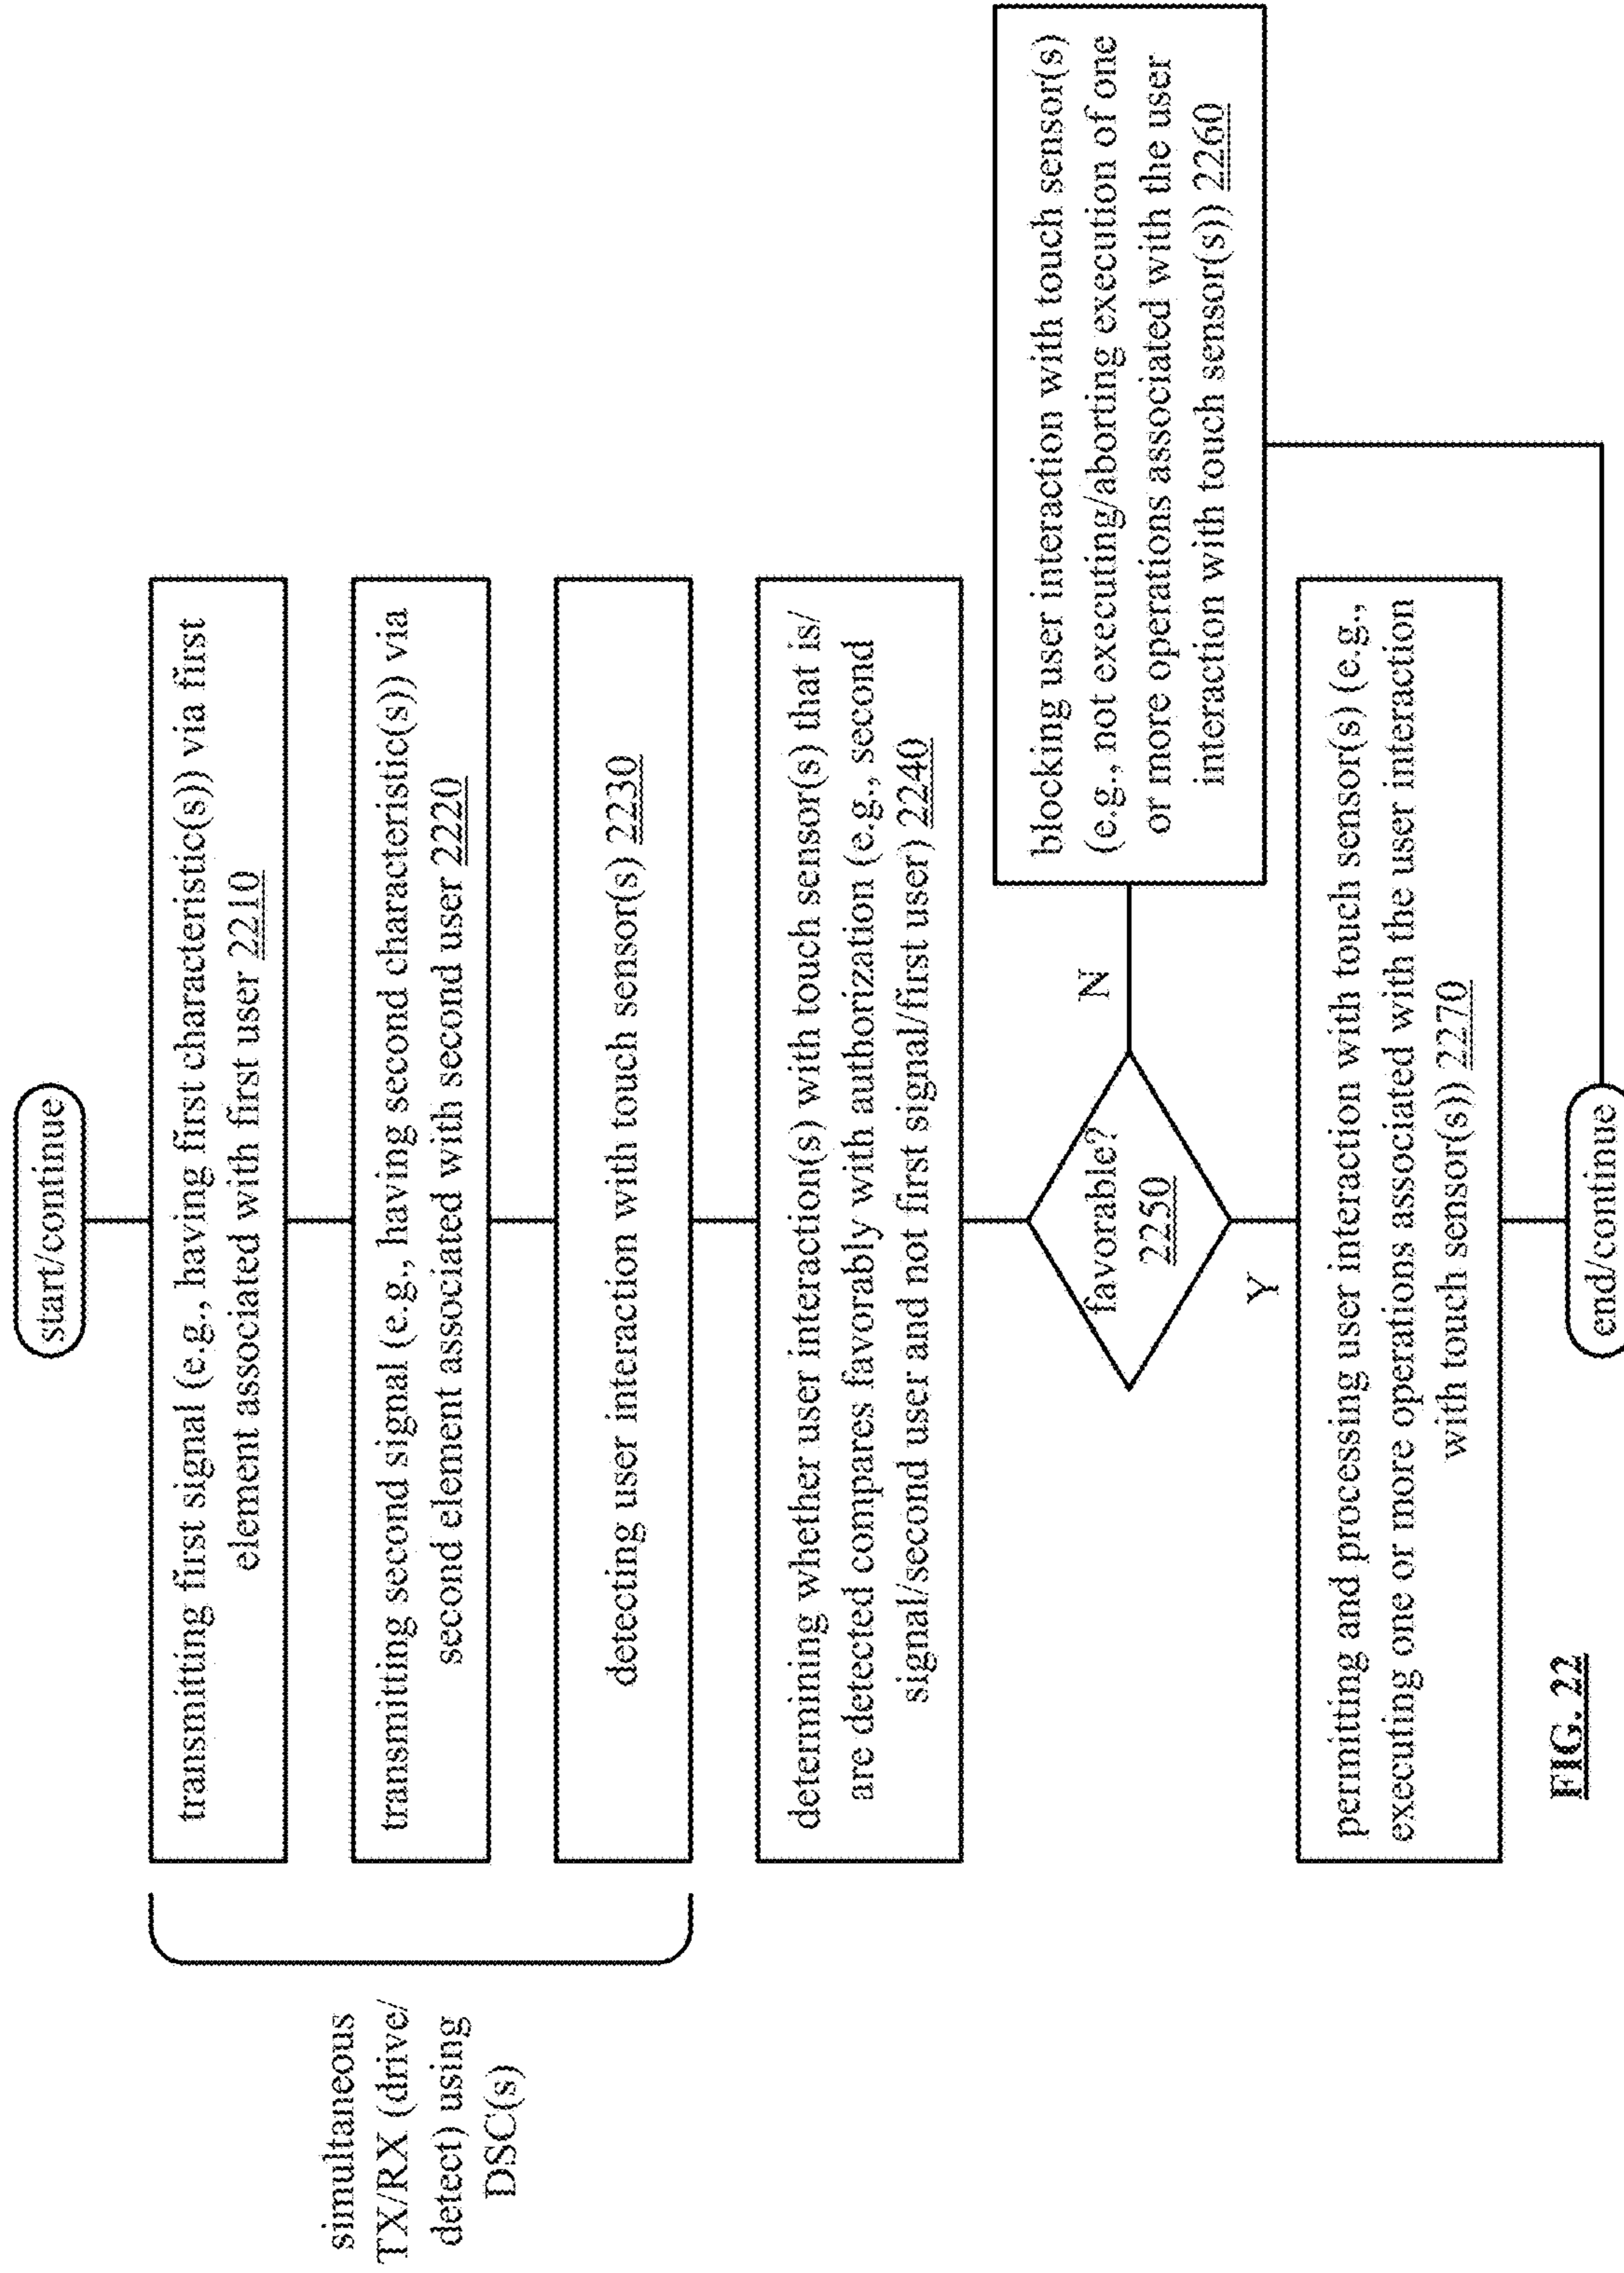 start/continue
transmitting first signal (e.g., having first characteristic(s)) via first
element associated with first user 2210
transmitting second signal (e.g., having second characteristic(s)) via
second element associated with second user 2220
detecting user interaction with touch sensor(s) 2230
simultaneous
TX/RX (drive/
detect) using
DSC(s)
determining whether user interaction(s) with touch sensor(s) that is/
are detected compares favorably with authorization (e.g., second
signal/second user and not first signal/first user) 2240
favorable?
2250
N
blocking user interaction with touch sensor(s)
(e.g., not executing/aborting execution of one
or more operations associated with the user
interaction with touch sensor(s)) 2260
Y
permitting and processing user interaction with touch sensor(s) (e.g.,
executing one or more operations associated with the user interaction
with touch sensor(s)) 2270
end/continue
FIG. 22